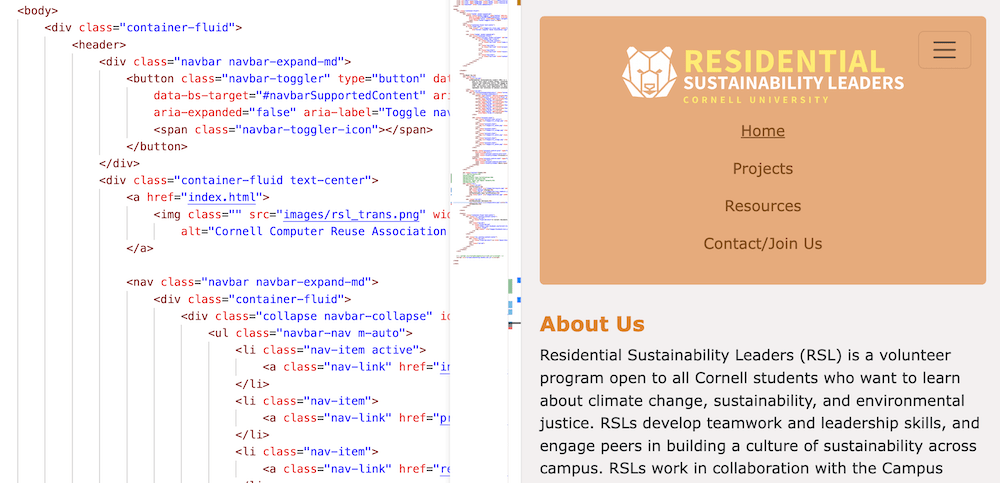 <body>
<div class="container-fluid">
<header>
<div class="navbar navbar-expand-md">
<button class="navbar-toggler" type="button" dat
data-bs-target="#navbarSupportedContent" ari
aria-expanded="false" aria-label="Toggle nav
<span class="navbar-toggler-icon"></span>
</button>
</div>
<div class="container-fluid text-center">
<a href="index.html">
<img class="" src="images/rsl_trans.png" wid
alt="Cornell Computer Reuse Association
</a>
<nav class="navbar navbar-expand-md">
<div class="container-fluid">
<div class="collapse navbar-collapse" id
<ul class="navbar-nav m-auto">
<li class="nav-item active">
<a class="nav-link" href="in
</li>
<li class="nav-item">
<a class="nav-link" href="pr
</li>
<li class="nav-item">
<a class="nav-link" href="re
RESIDENTIAL
SUSTAINABILITY LEADERS
CORNELL UNIVERSITY
Home
Projects
Resources
Contact/Join Us
About Us
Residential Sustainability Leaders (RSL) is a volunteer
program open to all Cornell students who want to learn
about climate change, sustainability, and environmental
justice. RSLs develop teamwork and leadership skills, and
engage peers in building a culture of sustainability across
campus. RSLs work in collaboration with the Campus